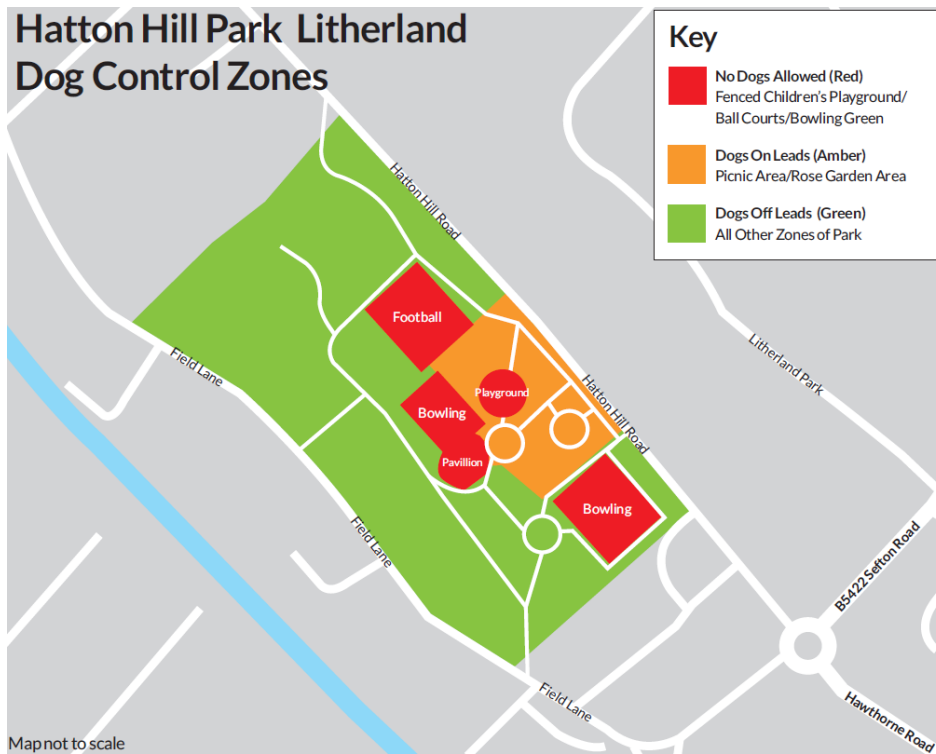 Hatton Hill Park Litherland
Dog Control Zones
Key
No Dogs Allowed (Red)
Fenced Children's Playground/
Ball Courts/Bowling Green
Dogs On Leads (Amber)
Picnic Area/Rose Garden Area
Dogs Off Leads (Green)
All Other Zones of Park
Hatton Hill Road
Football
Litherland Park
Field Lane
Playground
Hatton Hill Road
Bowling
Pavillion
Bowling
Field Lane
B5422 Sefton Road
Field Lane
Hawthorne Road
Map not to scale